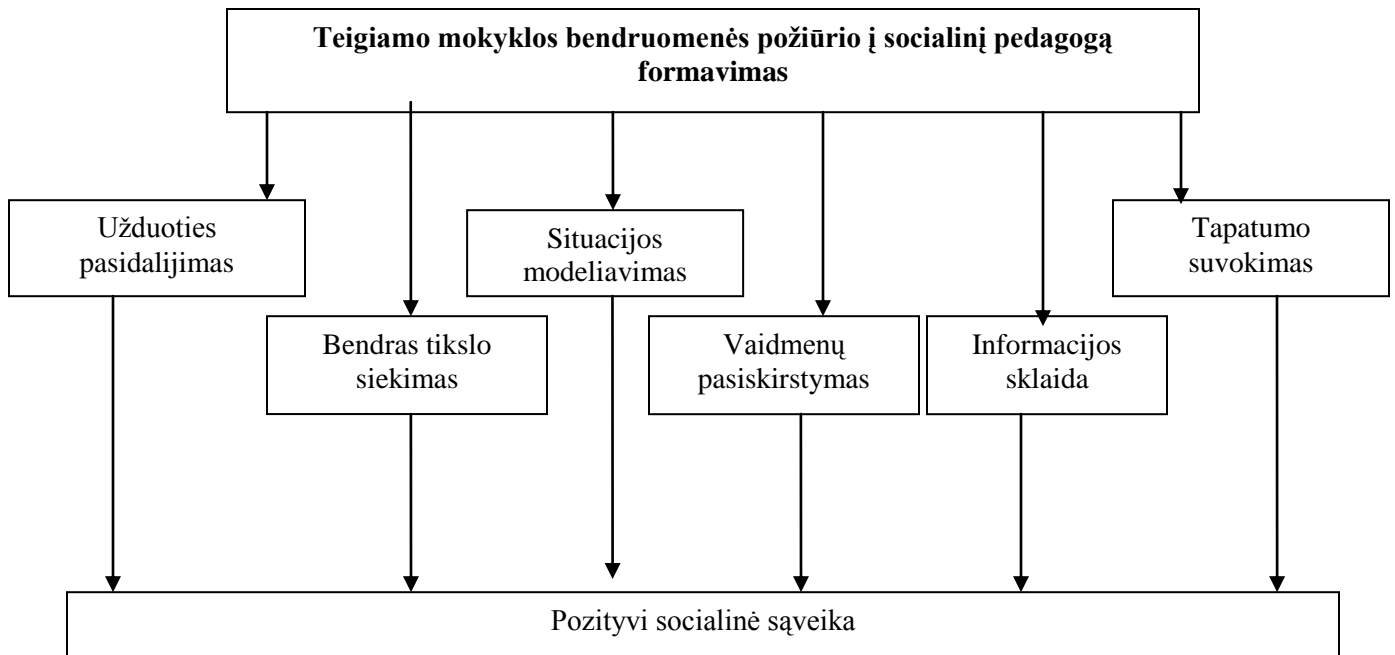 Teigiamo mokyklos bendruomenės požiūrio į socialinį pedagogą
formavimas
Užduoties
pasidalijimas
Situacijos
modeliavimas
Tapatumo
suvokimas
Bendras tikslo
siekimas
Vaidmenų
pasiskirstymas
Informacijos
sklaida
Pozityvi socialinė sąveika